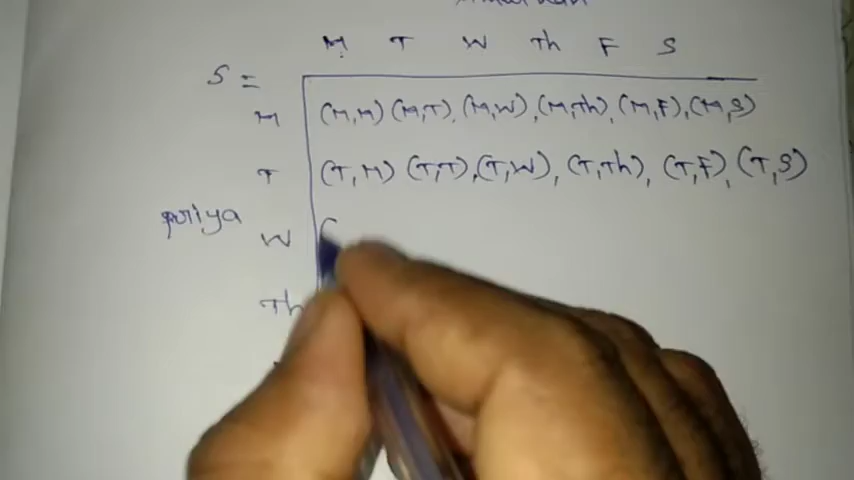 M T W Th F S
S =
M (M,M) (M,T), (M,W), (M,Th), (M,F), (M,S)
T (T,M) (T,T), (T,W), (T,Th), (T,F), (T,S)
priya
W (
Th